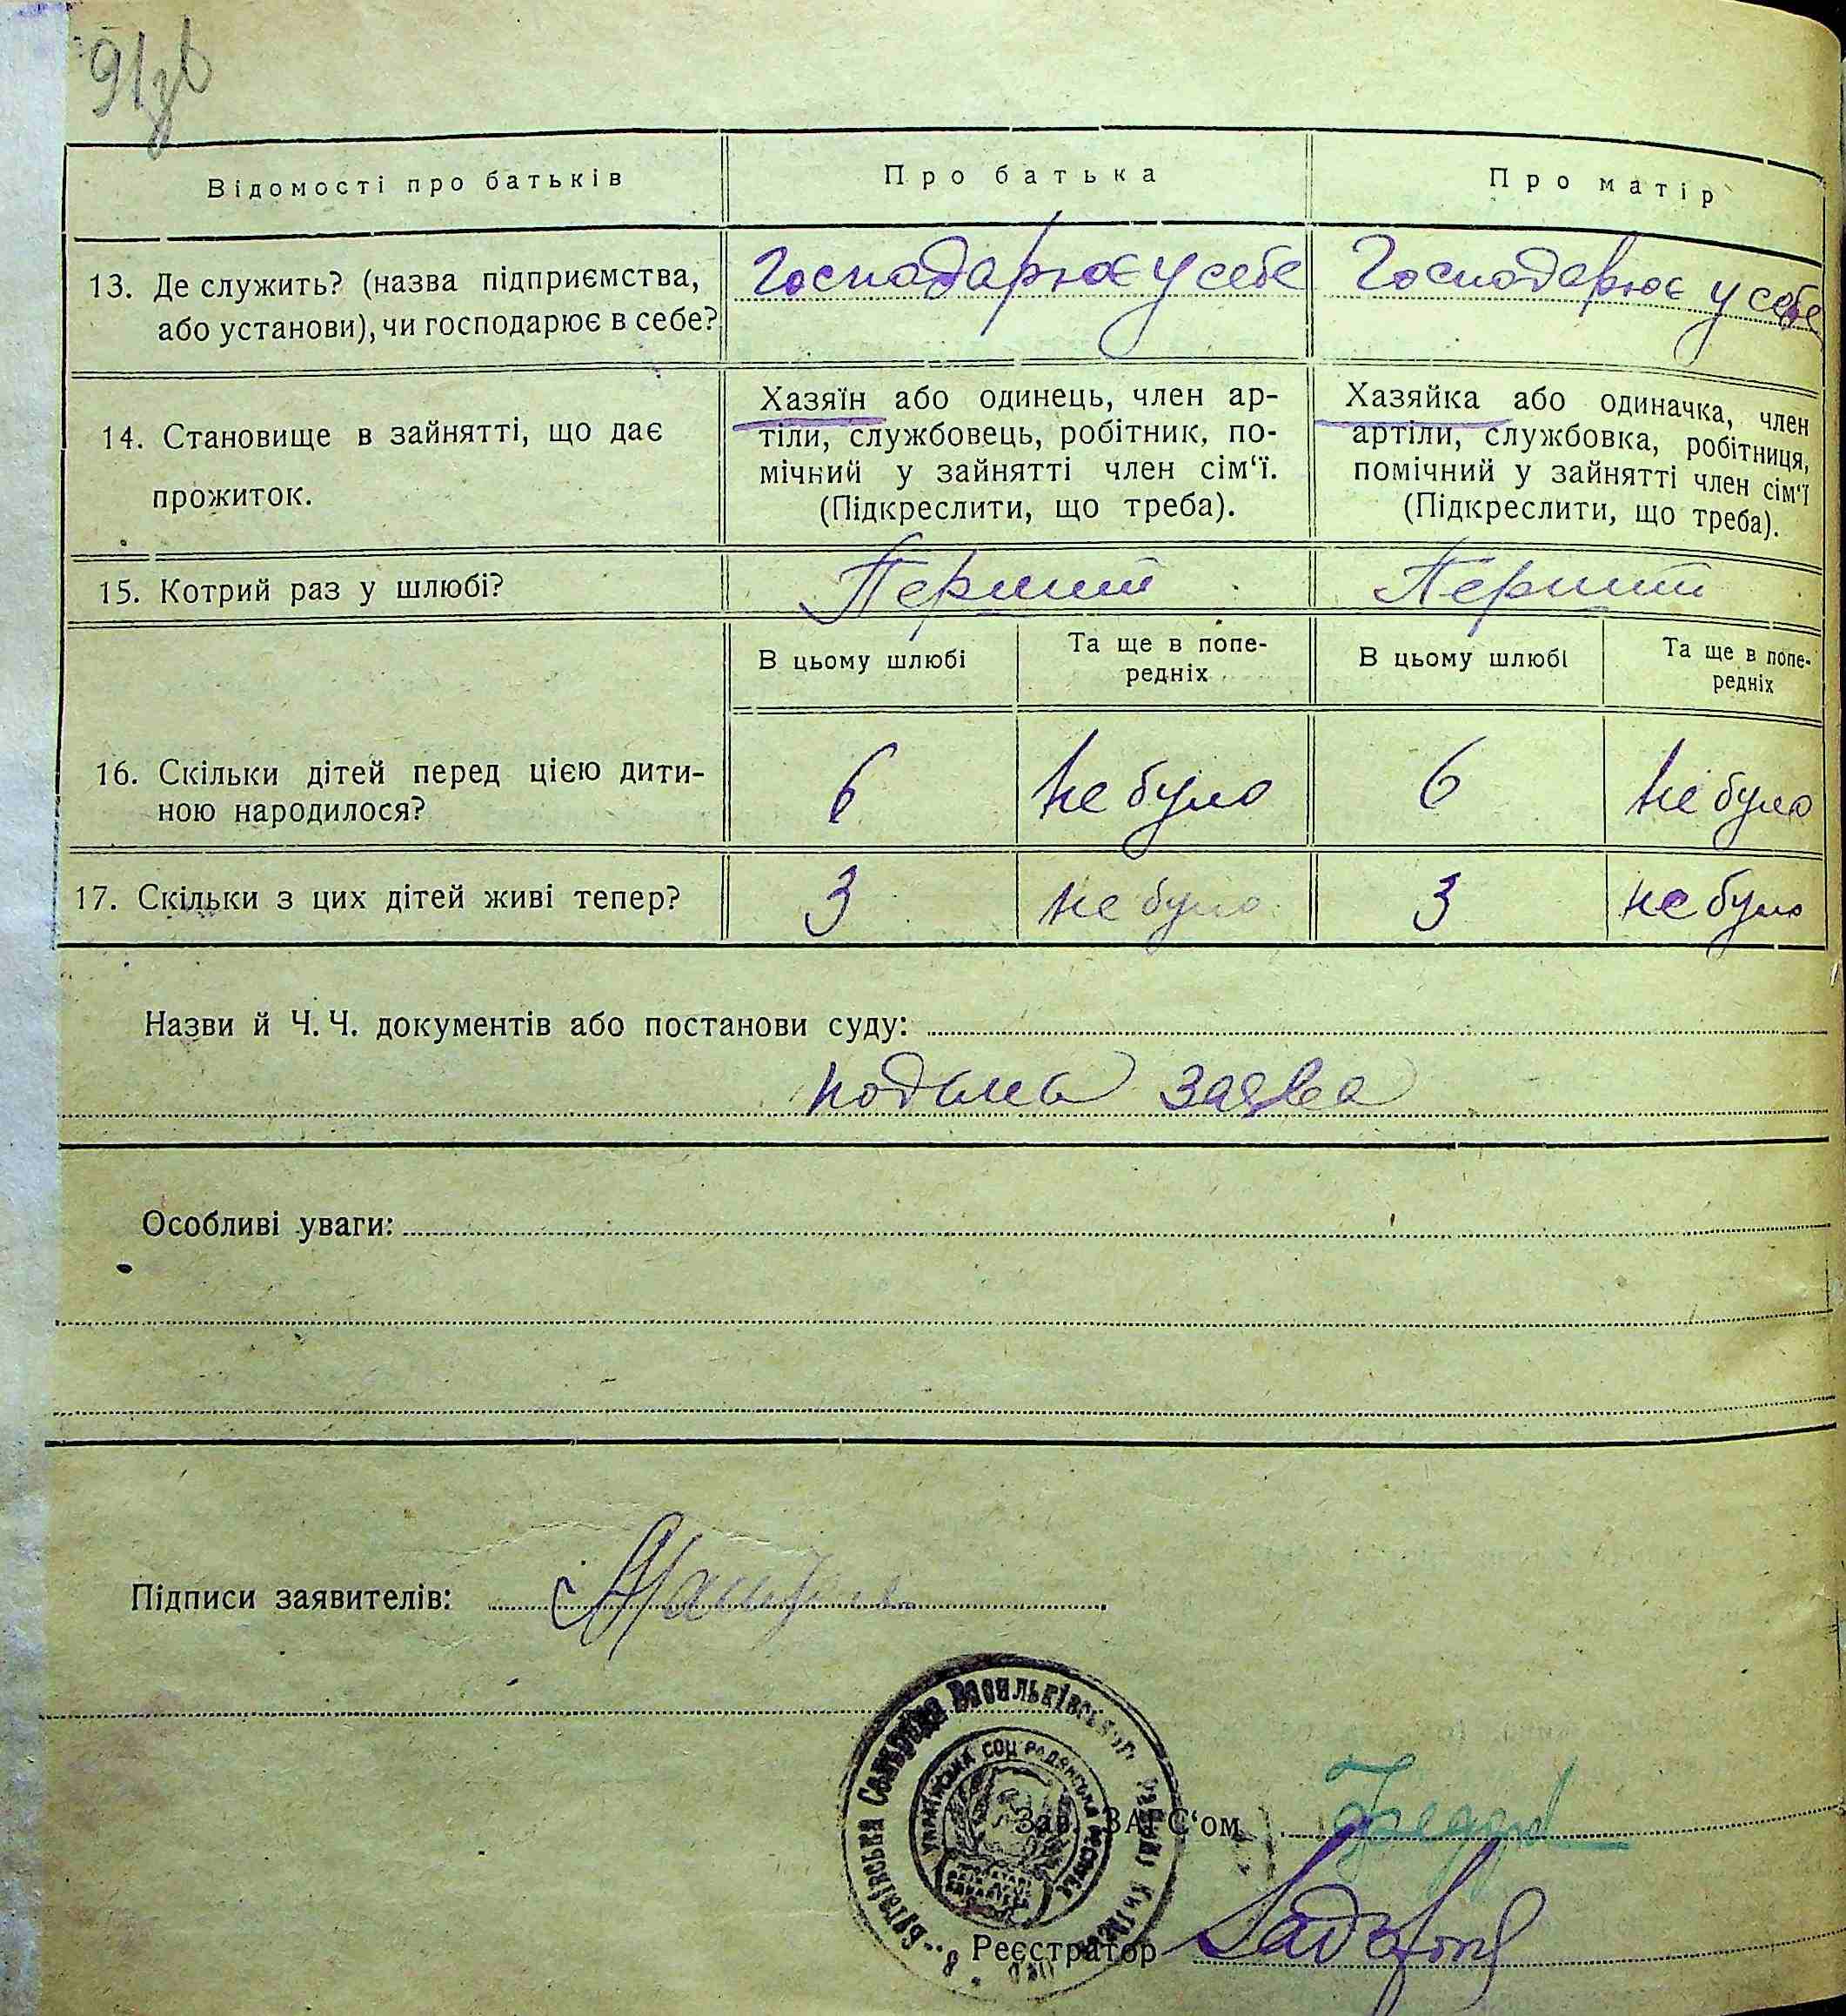 91зв
Відомості про батьків Про батька Про матір
13. Де служить? (назва підприємства, Господарює у себе Господарює у себе
або установи), чи господарює в себе?
Хазяїн або одинець, член ар- Хазяйка або одиначка, член
14. Становище в зайнятті, що дає тіли, службовець, робітник, по- артіли, службовка, робітниця,
мічний у зайнятті член сім‘ї. помічний у зайнятті член сім‘ї
прожиток. (Підкреслити, що треба). (Підкреслити, що треба).
15. Котрий раз у шлюбі? Перший Перший
В цьому шлюбі Та ще в попе- В цьому шлюбі Та ще в попе-
редніх редніх
16. Скільки дітей перед цією дити- 6 не було 6 не було
ною народилося?
17. Скільки з цих дітей живі тепер? 3 не було 3 не було
Назви й Ч. Ч. документів або постанови суду:
подана заява
Особливі уваги:
Підписи заявителів:
Сільрада Васильківського Району
УКРАЇНСЬКА СОЦ РАДЯНСЬКА
Зав. ЗАГС‘ом
Реєстратор